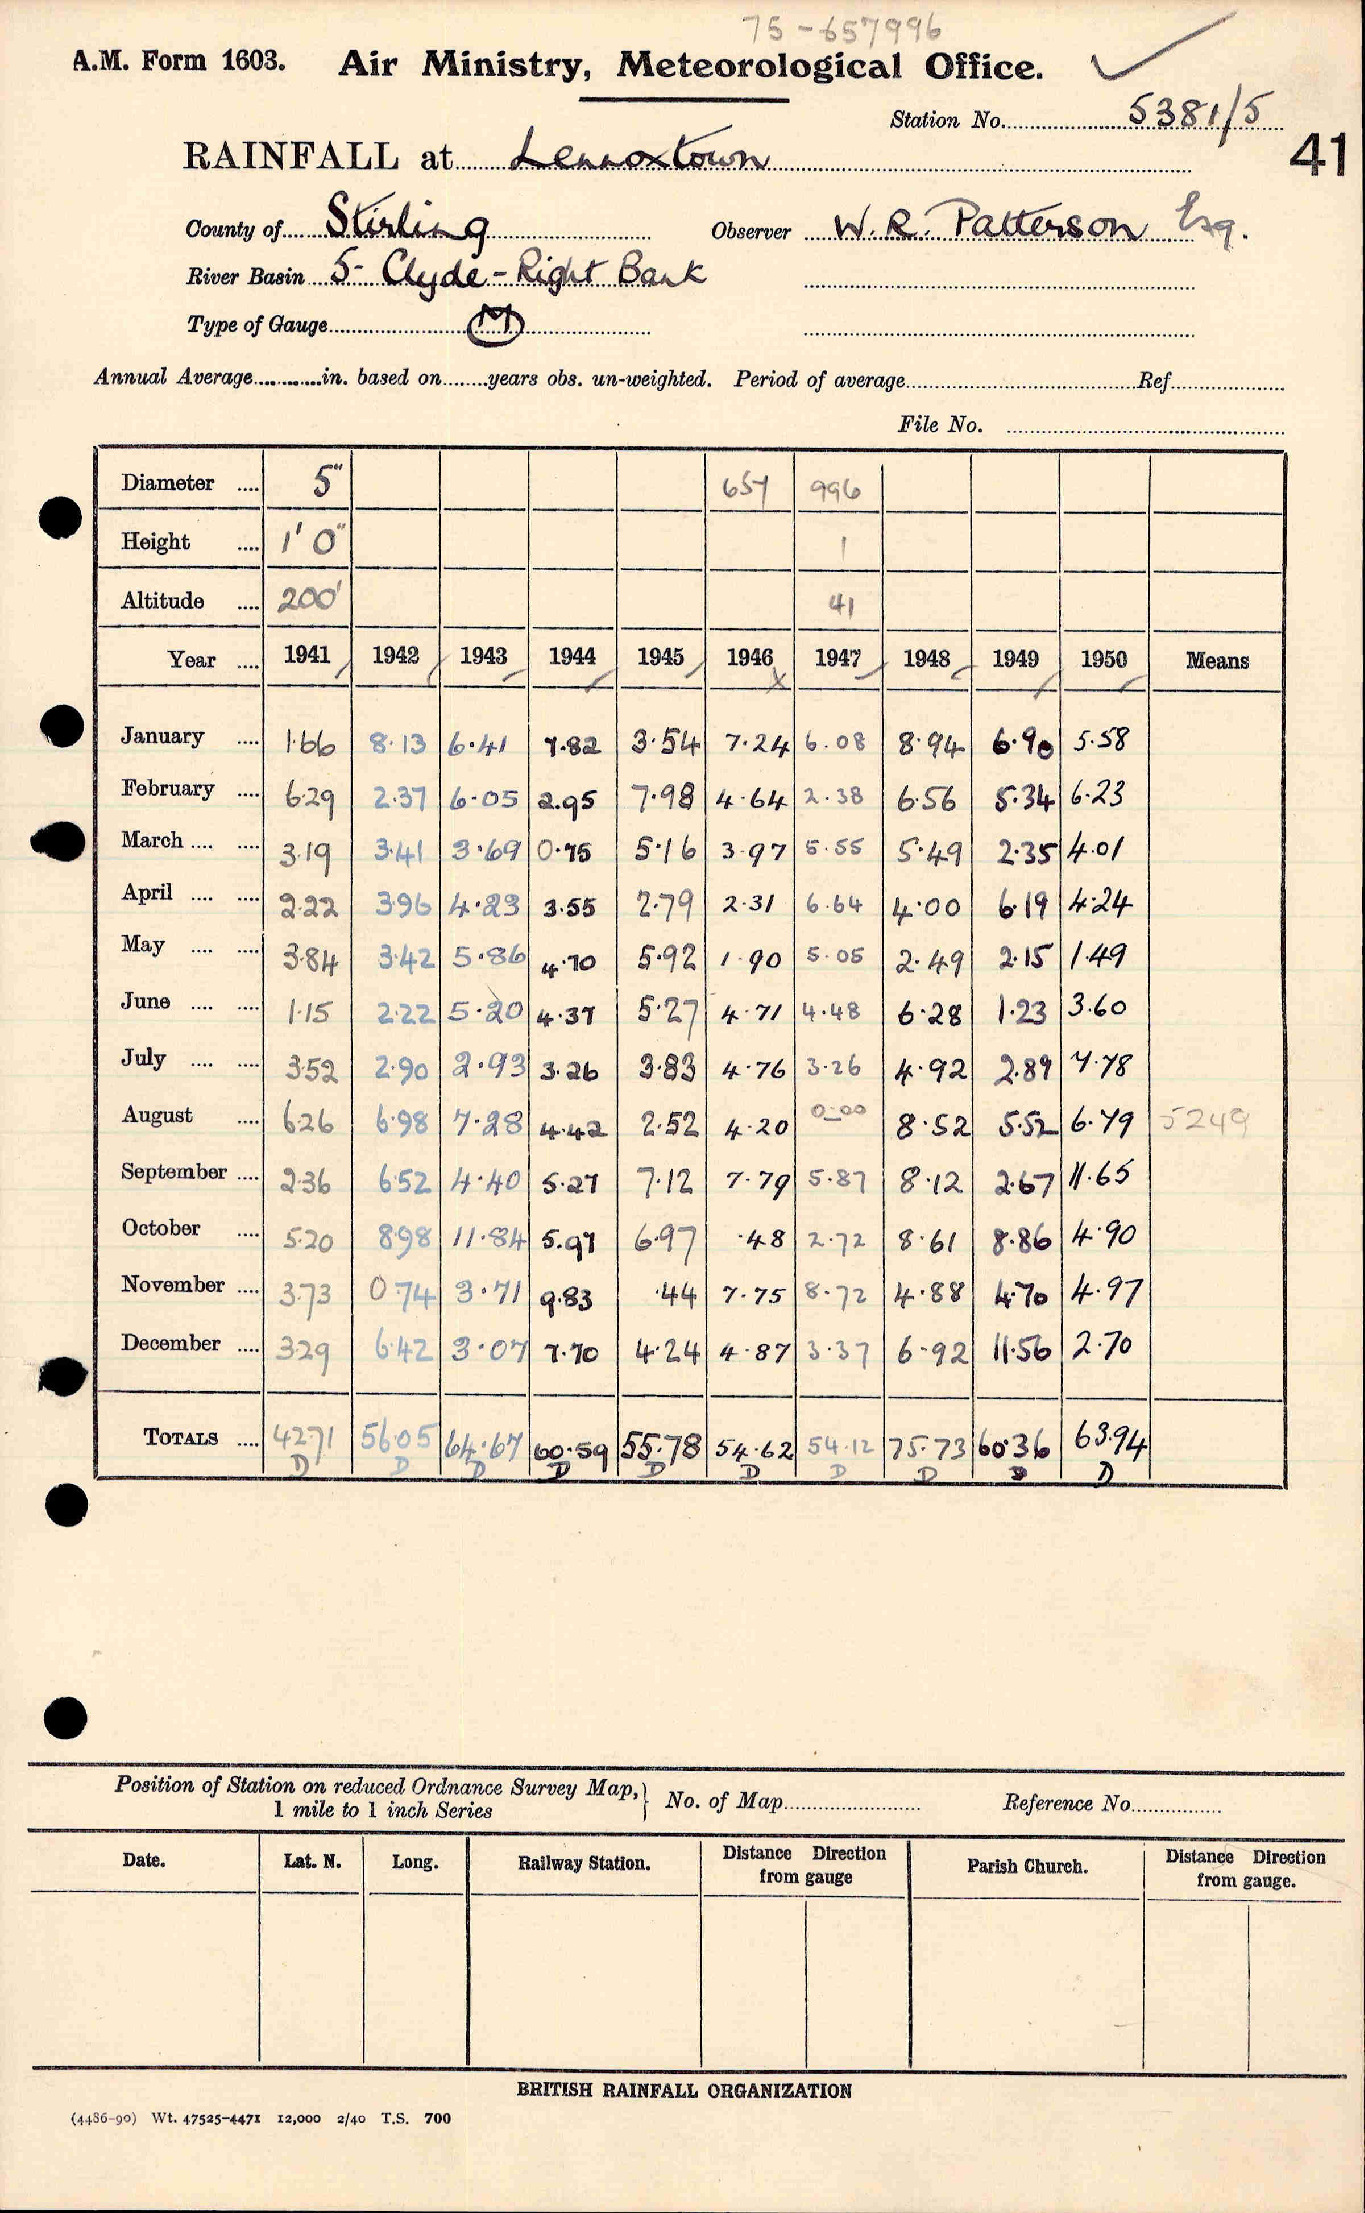 75-657996
A.M. Form 1603. Air Ministry, Meteorological Office.
Station No. 5381/5
41
RAINFALL at Lennoxtown
County of Stirling Observer W. R. Patterson Esq.
River Basin 5- Clyde - Right Bank
Type of Gauge M
Annual Average in. based on years obs. un-weighted. Period of average Ref
File No.
Diameter 5" 657 996
Height 1' 0" 1
Altitude 200' 41
Year 1941 1942 1943 1944 1945 1946 1947 1948 1949 1950 Means
January 1.66 8.13 6.41 7.82 3.54 7.24 6.08 8.94 6.90 5.58
February 6.29 2.37 6.05 2.95 7.98 4.64 2.38 6.56 5.34 6.23
March 3.19 3.41 3.69 0.75 5.16 3.97 5.55 5.49 2.35 4.01
April 2.22 3.96 4.23 3.55 2.79 2.31 6.64 4.00 6.19 4.24
May 3.84 3.42 5.86 4.70 5.92 1.90 5.05 2.49 2.15 1.49
June 1.15 2.22 5.20 4.37 5.27 4.71 4.48 6.28 1.23 3.60
July 3.52 2.90 2.93 3.26 3.83 4.76 3.26 4.92 2.89 7.78
August 6.26 6.98 7.28 4.42 2.52 4.20 0.00 8.52 5.52 6.79 5249
September 2.36 6.52 4.40 5.27 7.12 7.79 5.87 8.12 2.67 11.65
October 5.20 8.98 11.84 5.97 6.97 .48 2.72 8.61 8.86 4.90
November 3.73 0.74 3.71 9.83 .44 7.75 8.72 4.88 4.70 4.97
December 3.29 6.42 3.07 7.70 4.24 4.87 3.37 6.92 11.56 2.70
TOTALS 42.71 56.05 64.67 60.59 55.78 54.62 54.12 75.73 60.36 63.94
D D D D D D D D D D
Position of Station on reduced Ordnance Survey Map, 1 mile to 1 inch Series No. of Map Reference No.
Date. Lat. N. Long. Railway Station. Distance Direction from gauge Parish Church. Distance Direction from gauge.
BRITISH RAINFALL ORGANIZATION
(4486-90) Wt. 47525-4471 12,000 2/40 T.S. 700